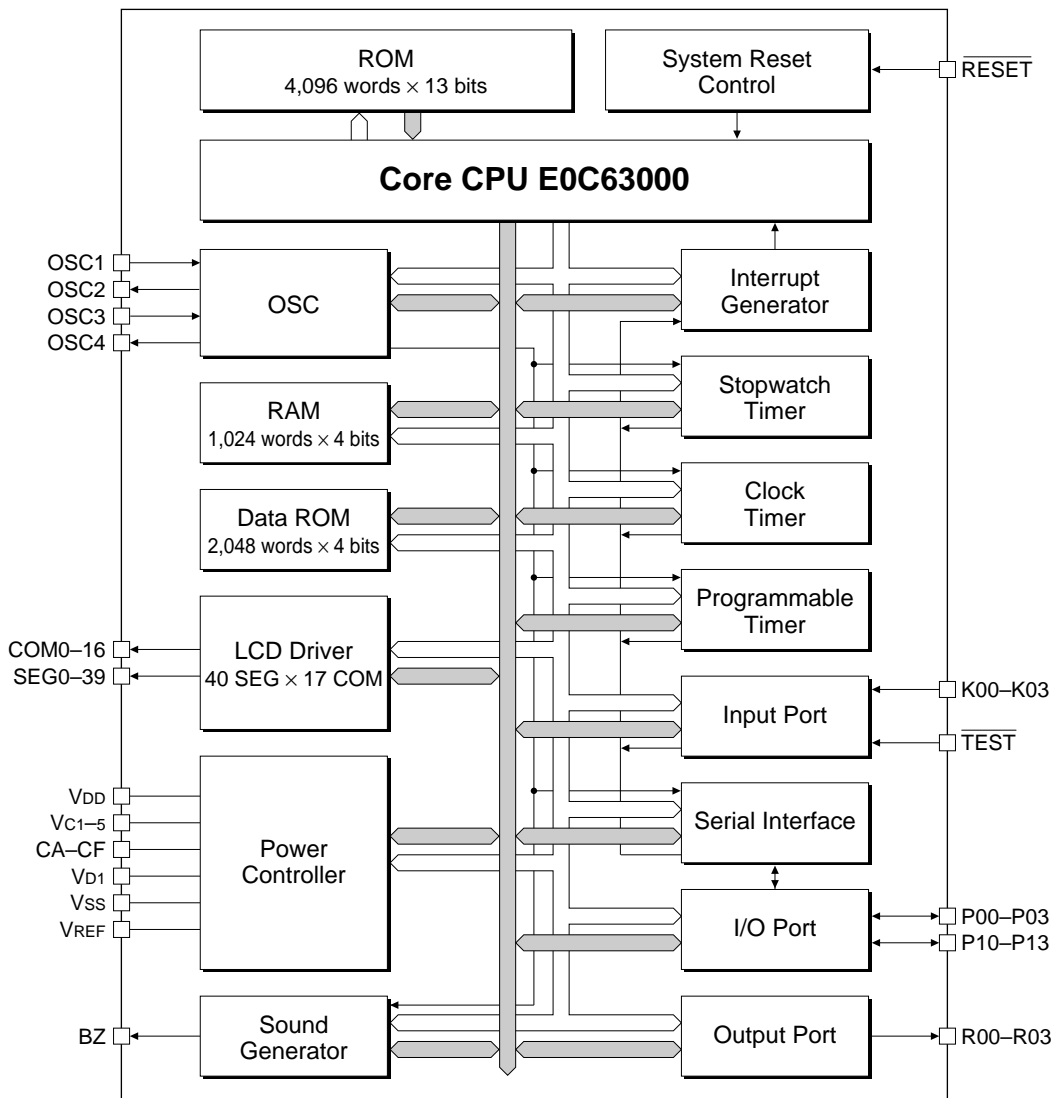 ROM
4,096 words × 13 bits
System Reset
Control
RESET
Core CPU E0C63000
OSC1
OSC2
OSC3
OSC4
OSC
Interrupt
Generator
RAM
1,024 words × 4 bits
Stopwatch
Timer
Data ROM
2,048 words × 4 bits
Clock
Timer
COM0–16
SEG0–39
LCD Driver
40 SEG × 17 COM
Programmable
Timer
Input Port
K00–K03
TEST
VDD
VC1–5
CA–CF
VD1
VSS
VREF
Power
Controller
Serial Interface
I/O Port
P00–P03
P10–P13
BZ
Sound
Generator
Output Port
R00–R03